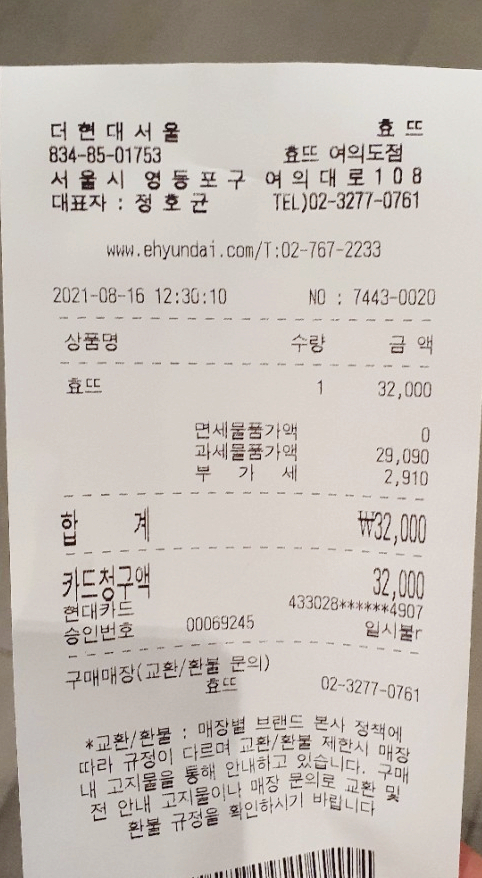 더현대서울 효뜨
834-85-01753 효뜨 여의도점
서울시 영등포구 여의대로108
대표자 : 정호균 TEL)02-3277-0761
www.ehyundai.com/T:02-767-2233
2021-08-16 12:30:10 NO : 7443-0020
상품명 수량 금 액
효뜨 1 32,000
면세물품가액 0
과세물품가액 29,090
부 가 세 2,910
합 계 ₩32,000
카드청구액 32,000
현대카드 433028******4907
승인번호 00069245 일시불r
구매매장(교환/환불 문의)
효뜨 02-3277-0761
*교환/환불 : 매장별 브랜드 본사 정책에
따라 규정이 다르며 교환/환불 제한시 매장
내 고지물을 통해 안내하고 있습니다. 구매
전 안내 고지물이나 매장 문의로 교환 및
환불 규정을 확인하시기 바랍니다